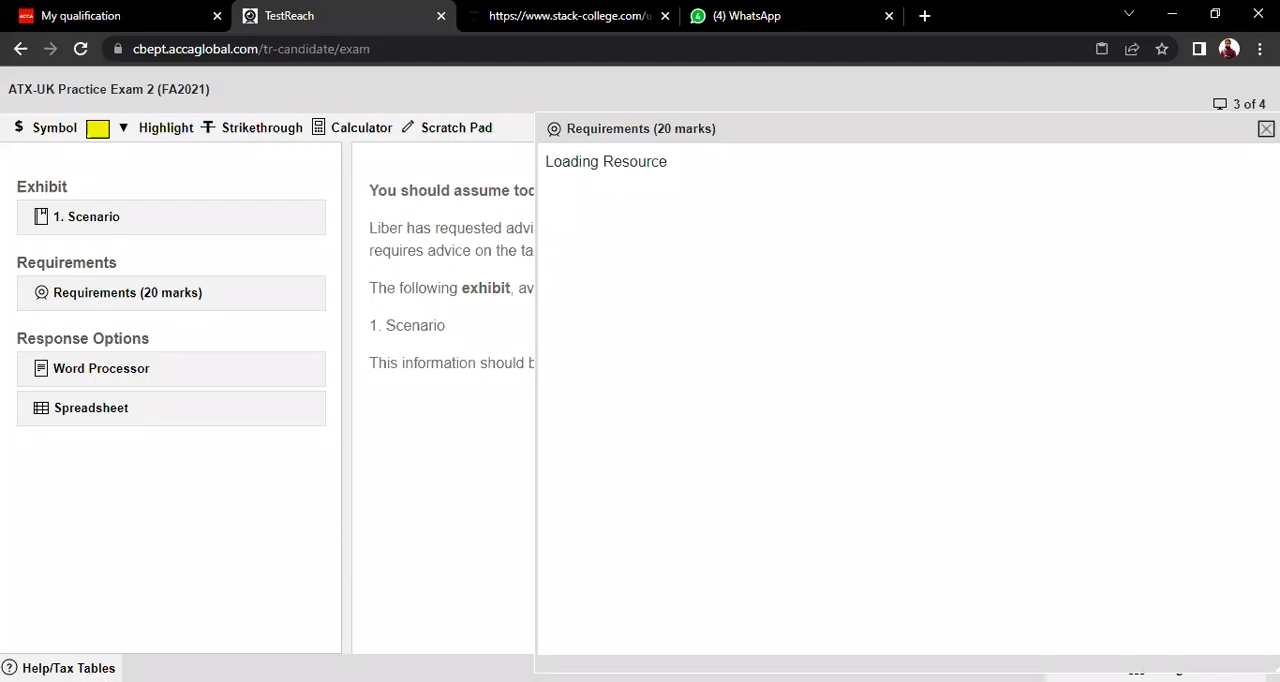 My qualification
TestReach
https://www.stack-college.com/u
(4) WhatsApp
cbept.accaglobal.com/tr-candidate/exam
ATX-UK Practice Exam 2 (FA2021)
3 of 4
$ Symbol
Highlight
Strikethrough
Calculator
Scratch Pad
Requirements (20 marks)
Loading Resource
Exhibit
1. Scenario
Requirements
Requirements (20 marks)
Response Options
Word Processor
Spreadsheet
You should assume toc
Liber has requested advi
requires advice on the ta
The following exhibit, av
1. Scenario
This information should b
Help/Tax Tables